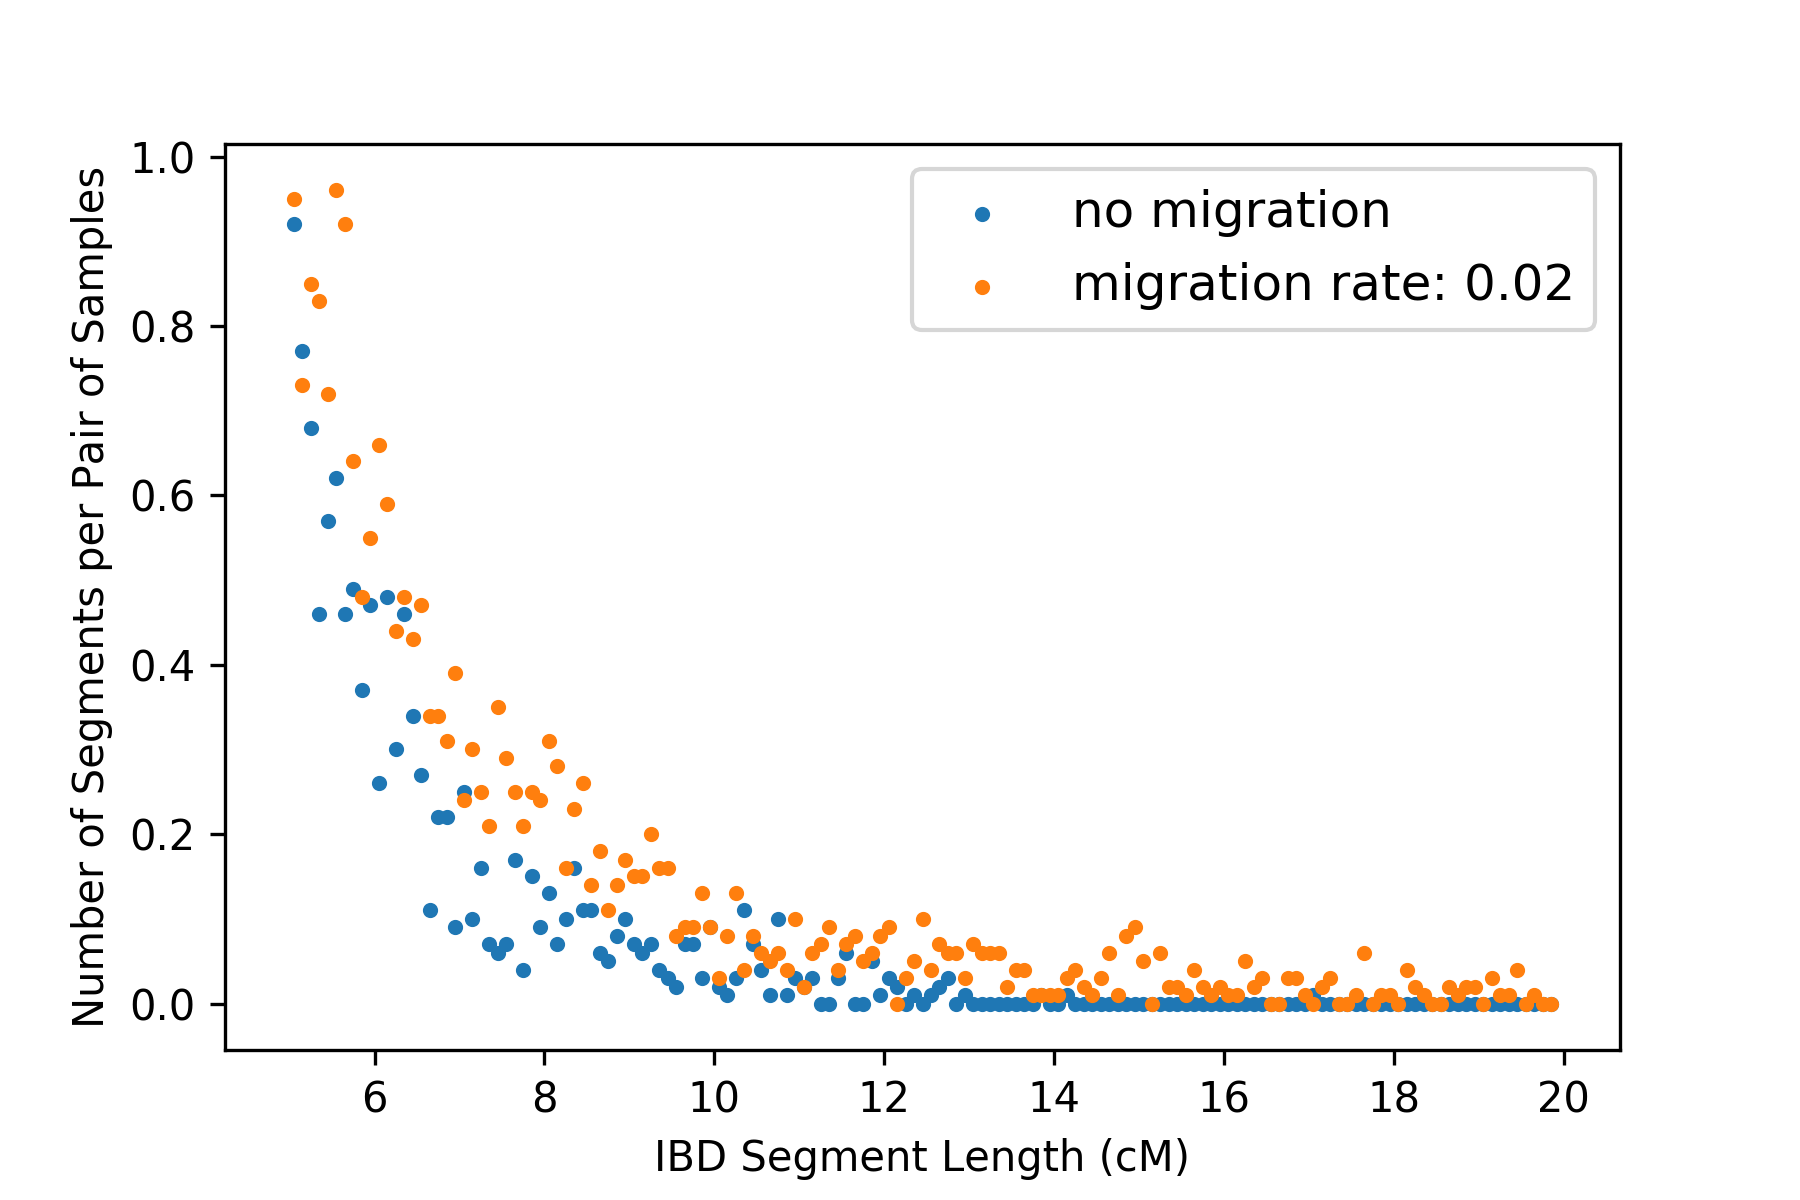 Number of Segments per Pair of Samples
1.0
0.8
0.6
0.4
0.2
0.0
no migration
migration rate: 0.02
6 8 10 12 14 16 18 20
IBD Segment Length (cM)